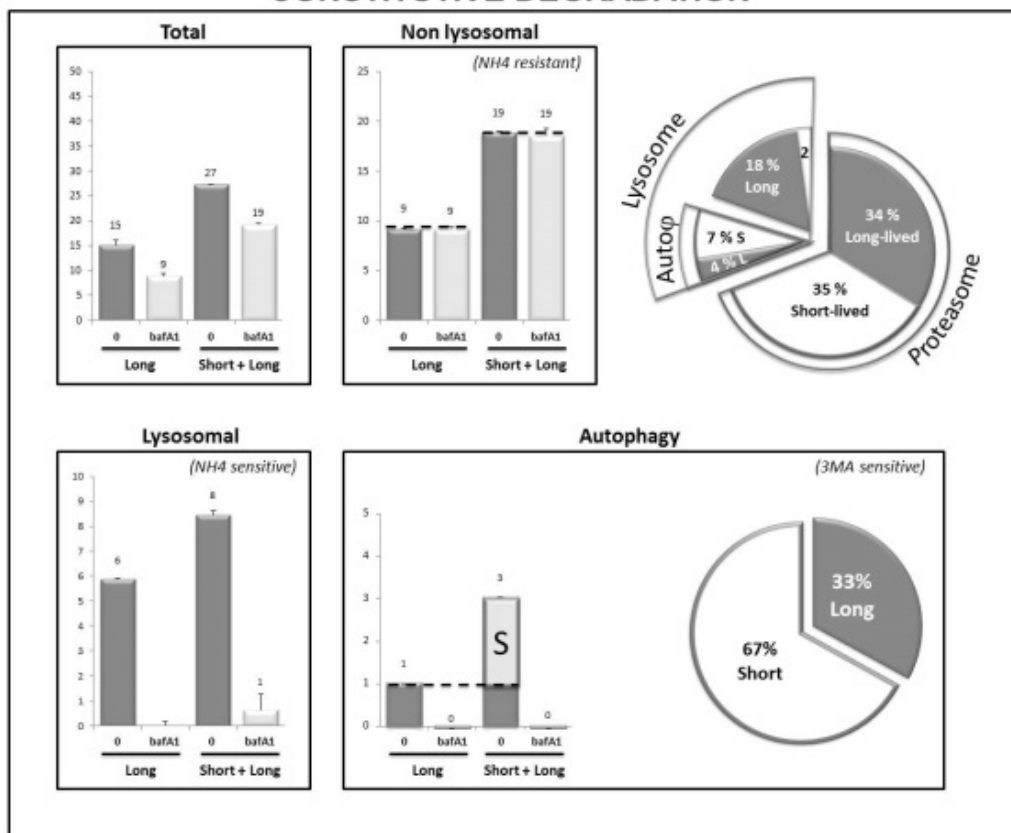 CONSTITUTIVE DEGRADATION
Total
50
45
40
35
30
25
20
15
10
5
0
15
9
27
19
0 bafA1 0 bafA1
Long Short + Long
Non lysosomal
(NH4 resistant)
25
20
15
10
5
0
9
9
19
19
0 bafA1 0 bafA1
Long Short + Long
Lysosome
Autoφ
Proteasome
2
18 %
Long
7 % S
4 % L
34 %
Long-lived
35 %
Short-lived
Lysosomal
(NH4 sensitive)
10
9
8
7
6
5
4
3
2
1
0
6
8
1
0 bafA1 0 bafA1
Long Short + Long
Autophagy
(3MA sensitive)
5
4
3
2
1
0
1
0
3
S
0
0 bafA1 0 bafA1
Long Short + Long
33%
Long
67%
Short